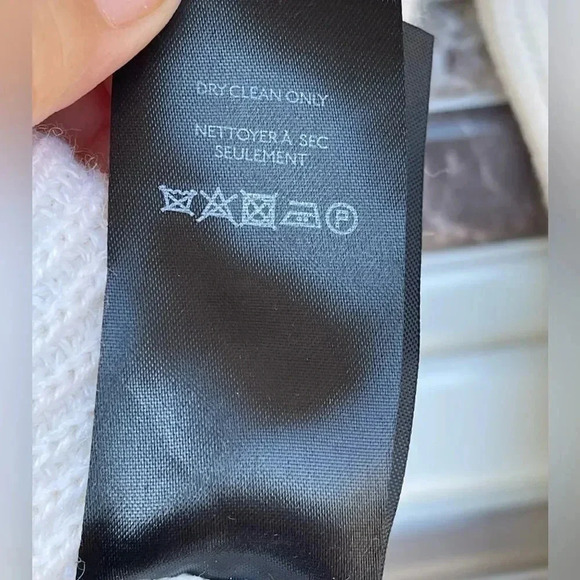 DRY CLEAN ONLY
NETTOYER À SEC
SEULEMENT
P